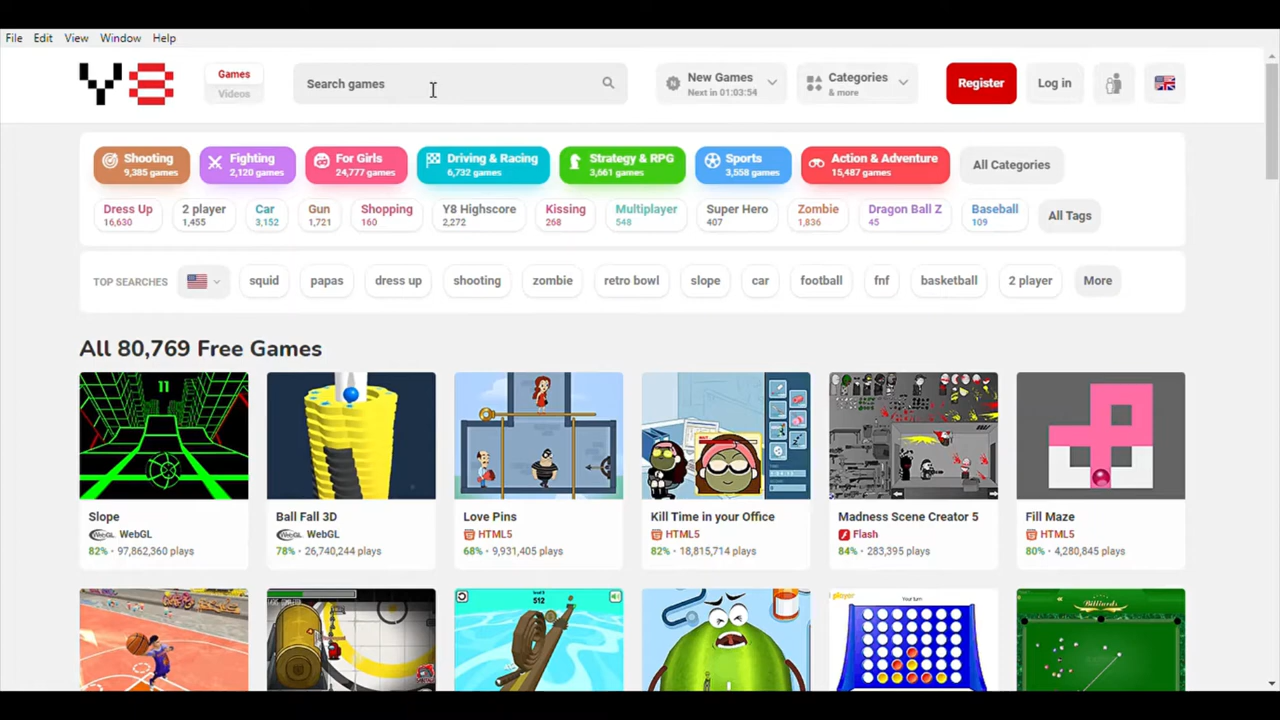 File Edit View Window Help
Y8
Games
Videos
Search games
New Games
Next in 01:03:54
Categories
& more
Register
Log in
Shooting
9,385 games
Fighting
2,120 games
For Girls
24,777 games
Driving & Racing
6,732 games
Strategy & RPG
3,661 games
Sports
3,558 games
Action & Adventure
15,487 games
All Categories
Dress Up
16,630
2 player
1,455
Car
3,152
Gun
1,721
Shopping
160
Y8 Highscore
2,272
Kissing
268
Multiplayer
548
Super Hero
407
Zombie
1,836
Dragon Ball Z
45
Baseball
109
All Tags
TOP SEARCHES
squid
papas
dress up
shooting
zombie
retro bowl
slope
car
football
fnf
basketball
2 player
More
All 80,769 Free Games
11
Slope
WebGL
82% · 97,862,360 plays
Ball Fall 3D
WebGL
78% · 26,740,244 plays
Love Pins
HTML5
68% · 9,931,405 plays
Kill Time in your Office
HTML5
82% · 18,815,714 plays
Madness Scene Creator 5
Flash
84% · 283,395 plays
Fill Maze
HTML5
80% · 4,280,845 plays
512
player
Your turn
Billiards